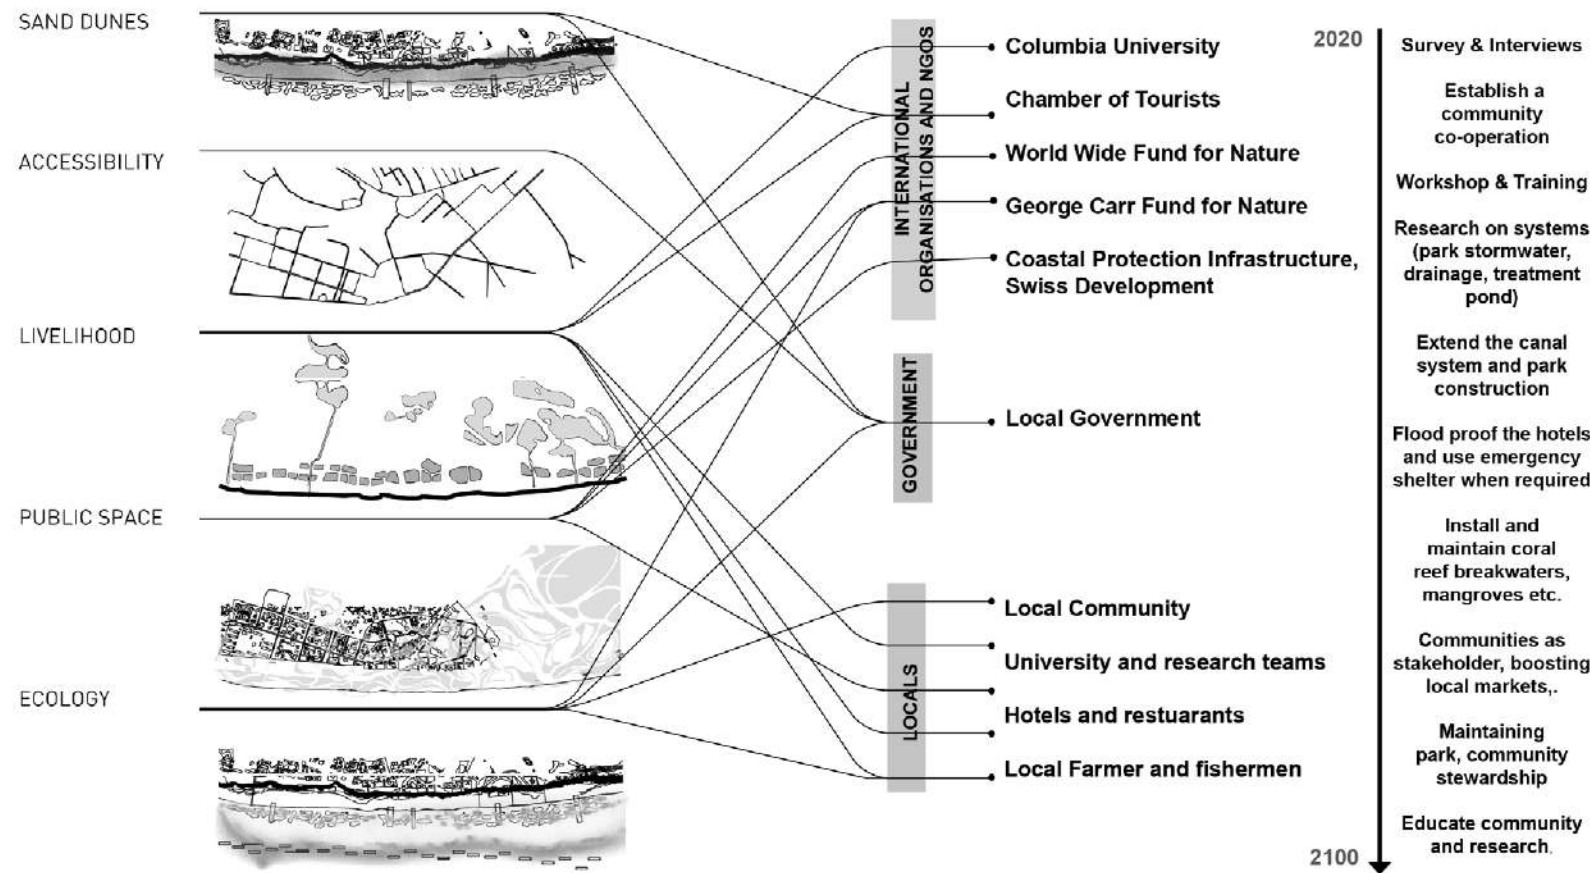 SAND DUNES
ACCESSIBILITY
LIVELIHOOD
PUBLIC SPACE
ECOLOGY
INTERNATIONAL
ORGANISATIONS AND NGOS
Columbia University
Chamber of Tourists
World Wide Fund for Nature
George Carr Fund for Nature
Coastal Protection Infrastructure,
Swiss Development
GOVERNMENT
Local Government
LOCALS
Local Community
University and research teams
Hotels and restuarants
Local Farmer and fishermen
2020
Survey & Interviews
Establish a
community
co-operation
Workshop & Training
Research on systems
(park stormwater,
drainage, treatment
pond)
Extend the canal
system and park
construction
Flood proof the hotels
and use emergency
shelter when required
Install and
maintain coral
reef breakwaters,
mangroves etc.
Communities as
stakeholder, boosting
local markets,.
Maintaining
park, community
stewardship
Educate community
and research.
2100